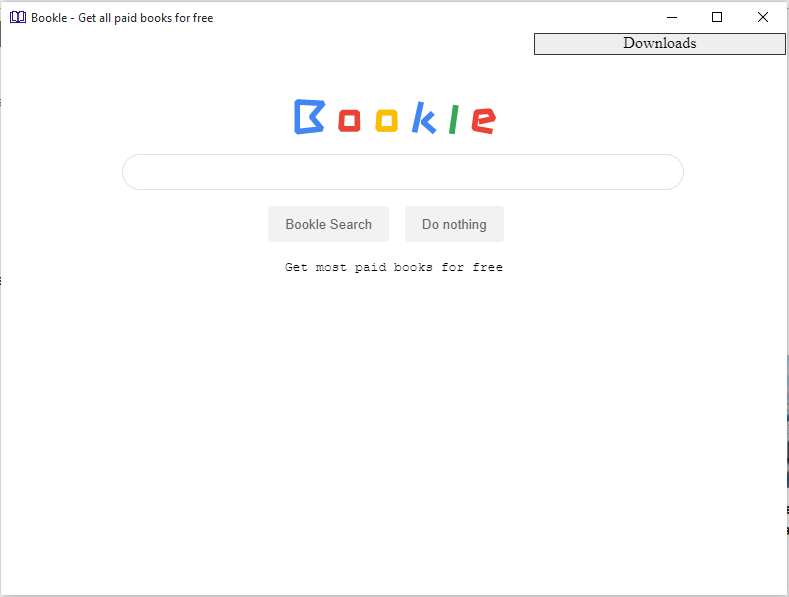 Bookle - Get all paid books for free
Downloads
Bookle
Bookle Search
Do nothing
Get most paid books for free